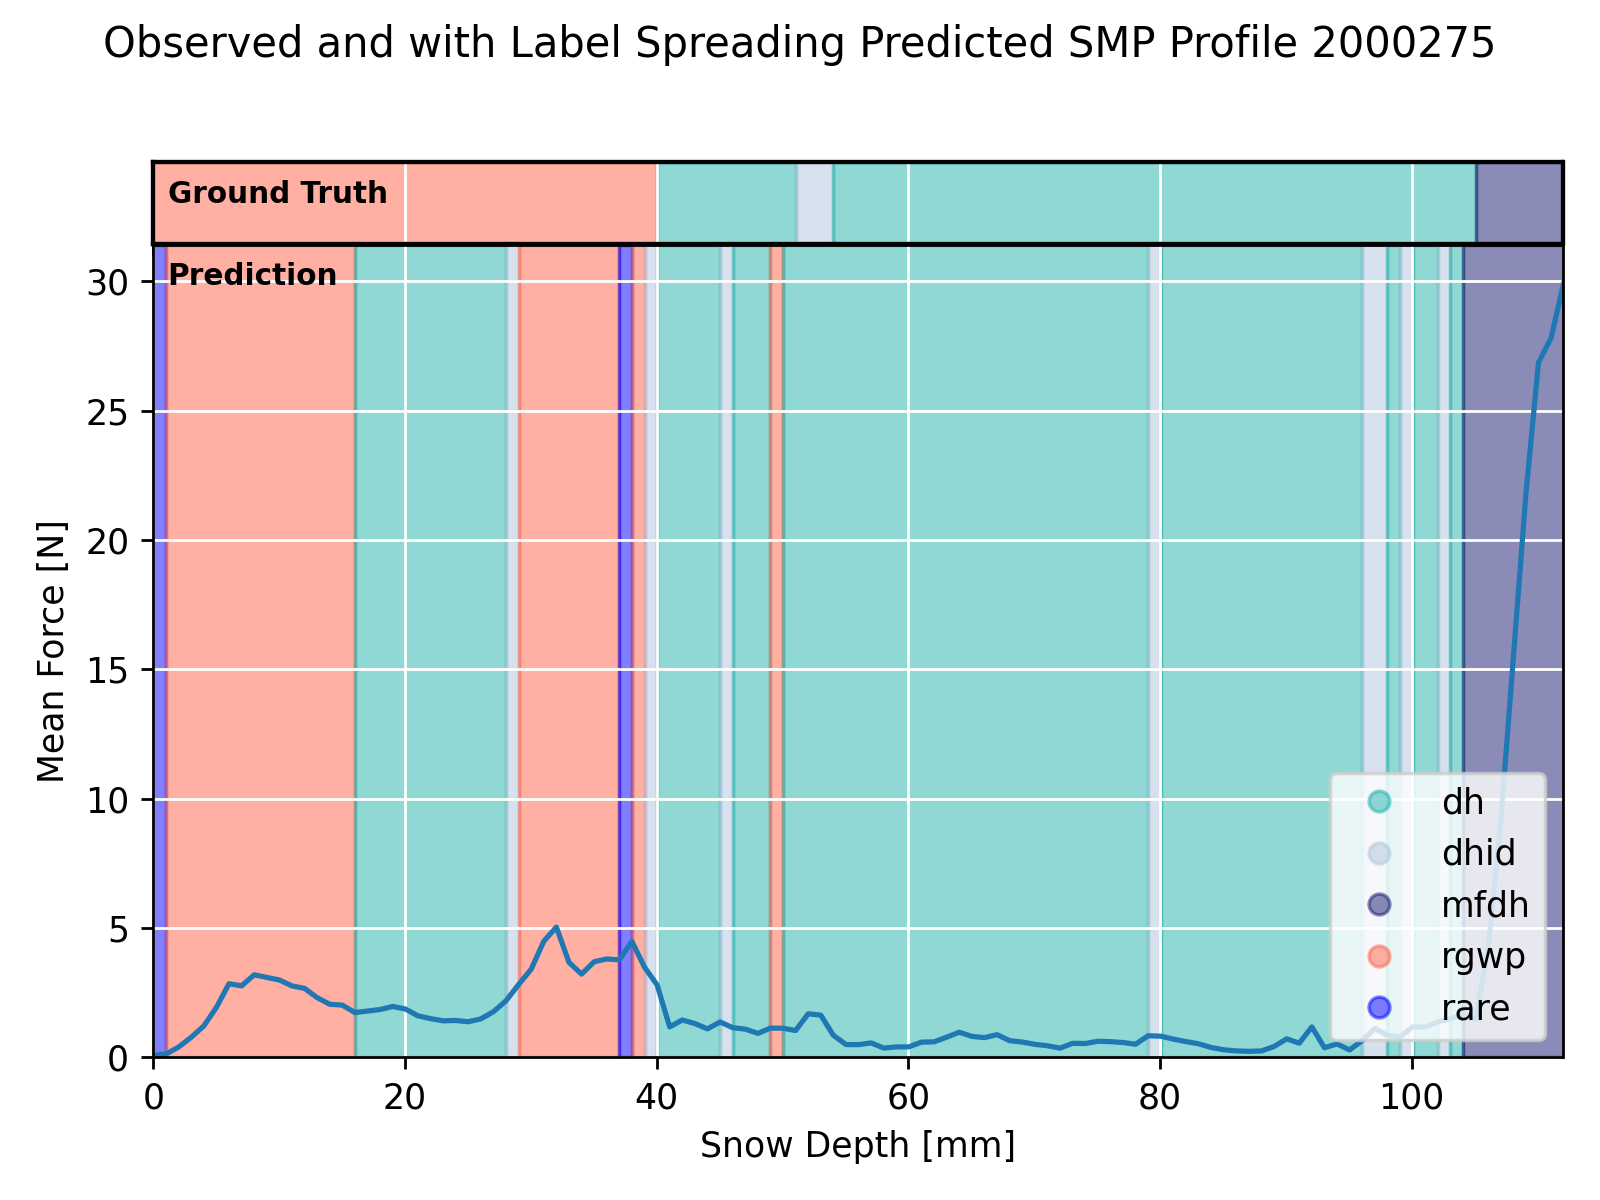 Observed and with Label Spreading Predicted SMP Profile 2000275
Ground Truth
Prediction
30
25
20
15
10
5
0
Mean Force [N]
dh
dhid
mfdh
rgwp
rare
0 20 40 60 80 100
Snow Depth [mm]